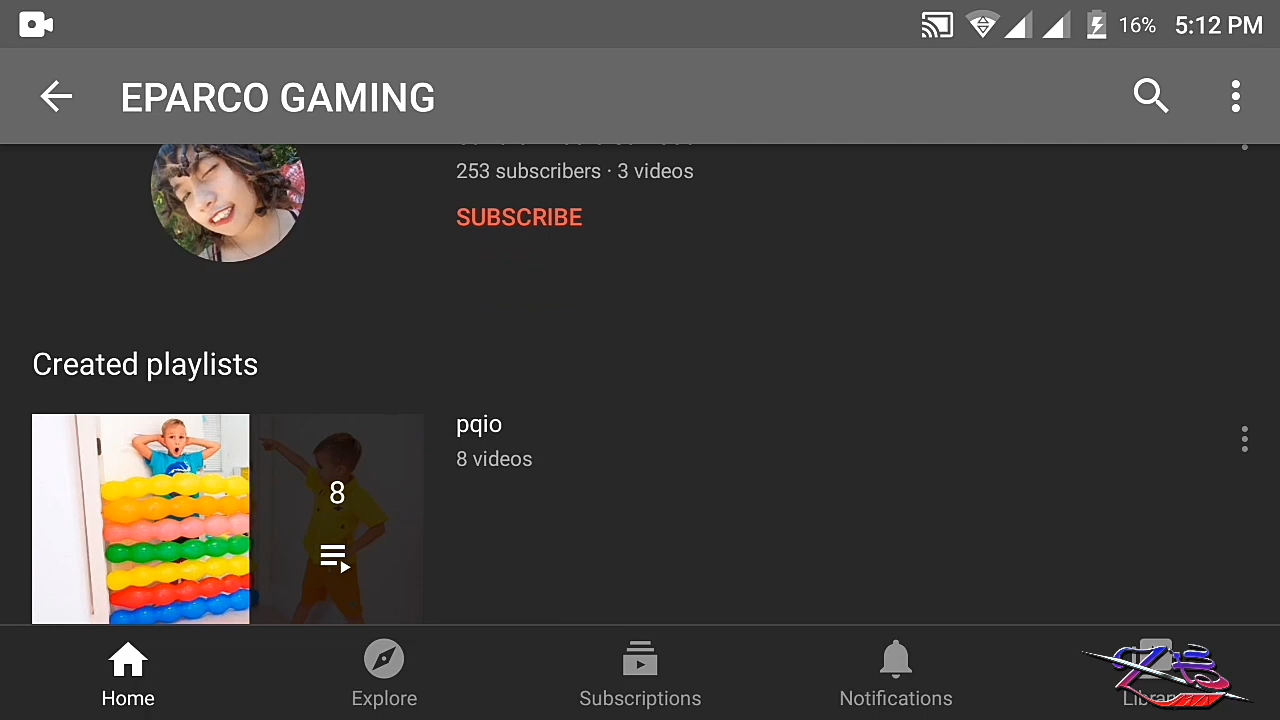 16% 5:12 PM
EPARCO GAMING
253 subscribers · 3 videos
SUBSCRIBE
Created playlists
pqio
8 videos
8
Home
Explore
Subscriptions
Notifications